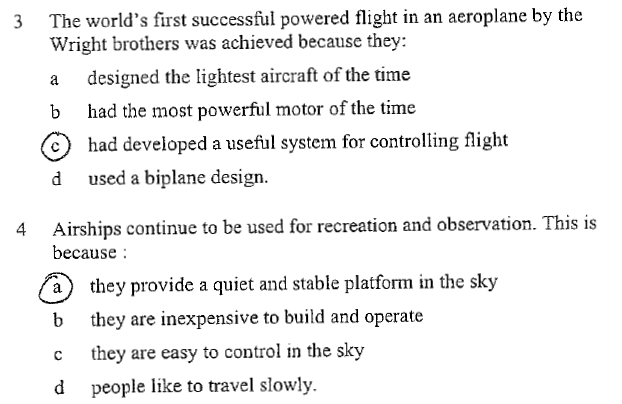 3 The world's first successful powered flight in an aeroplane by the
Wright brothers was achieved because they:
a designed the lightest aircraft of the time
b had the most powerful motor of the time
c had developed a useful system for controlling flight
d used a biplane design.
4 Airships continue to be used for recreation and observation. This is
because :
a they provide a quiet and stable platform in the sky
b they are inexpensive to build and operate
c they are easy to control in the sky
d people like to travel slowly.